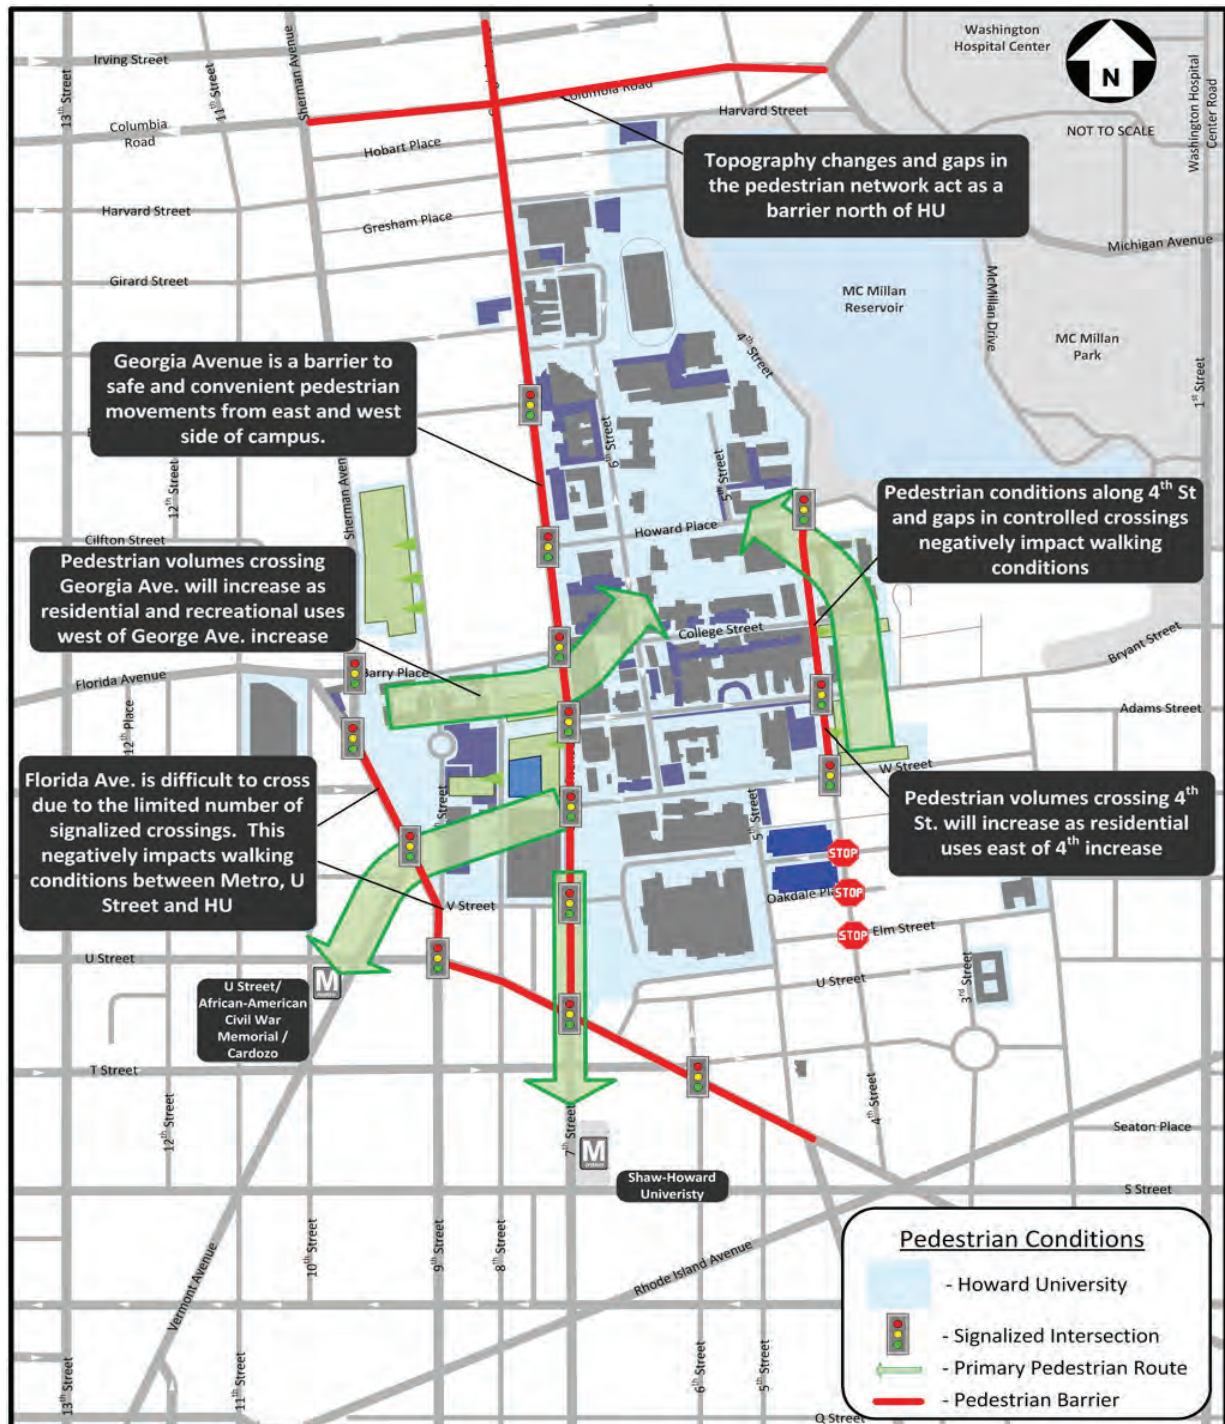 Washington
Hospital Center
N
NOT TO SCALE
Washington Hospital
Center Road
Irving Street
13th Street
11th Street
Sherman Avenue
Columbia
Road
Columbia Road
Harvard Street
Hobart Place
Topography changes and gaps in
the pedestrian network act as a
barrier north of HU
Harvard Street
Gresham Place
Michigan Avenue
Girard Street
MC Millan
Reservoir
McMillan Drive
MC Millan
Park
4th Street
1st Street
Georgia Avenue is a barrier to
safe and convenient pedestrian
movements from east and west
side of campus.
6th Street
5th Street
12th Street
Sherman Aven
Howard Place
Pedestrian conditions along 4th St
and gaps in controlled crossings
negatively impact walking
conditions
Cilfton Street
Pedestrian volumes crossing
Georgia Ave. will increase as
residential and recreational uses
west of George Ave. increase
College Street
Bryant Street
Barry Place
Florida Avenue
12th Place
Adams Street
W Street
Florida Ave. is difficult to cross
due to the limited number of
signalized crossings. This
negatively impacts walking
conditions between Metro, U
Street and HU
Street
5th Street
Pedestrian volumes crossing 4th
St. will increase as residential
uses east of 4th increase
STOP
Oakdale Pl
STOP
V Street
STOP
Elm Street
U Street
U Street
3rd Street
M
U Street/
African-American
Civil War
Memorial /
Cardozo
T Street
12th Street
4th Street
7th Street
M
Seaton Place
Shaw-Howard
Univeristy
S Street
10th Street
9th Street
8th Street
Vermont Avenue
Rhode Island Avenue
13th Street
11th Street
6th Street
5th Street
Q Street
Pedestrian Conditions
- Howard University
- Signalized Intersection
- Primary Pedestrian Route
- Pedestrian Barrier